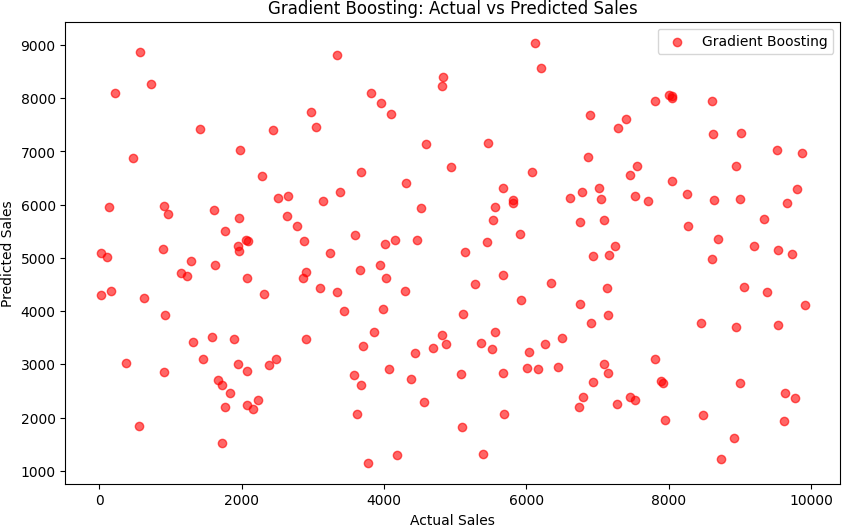 Gradient Boosting: Actual vs Predicted Sales
Gradient Boosting
9000
8000
7000
6000
5000
4000
3000
2000
1000
Predicted Sales
0 2000 4000 6000 8000 10000
Actual Sales